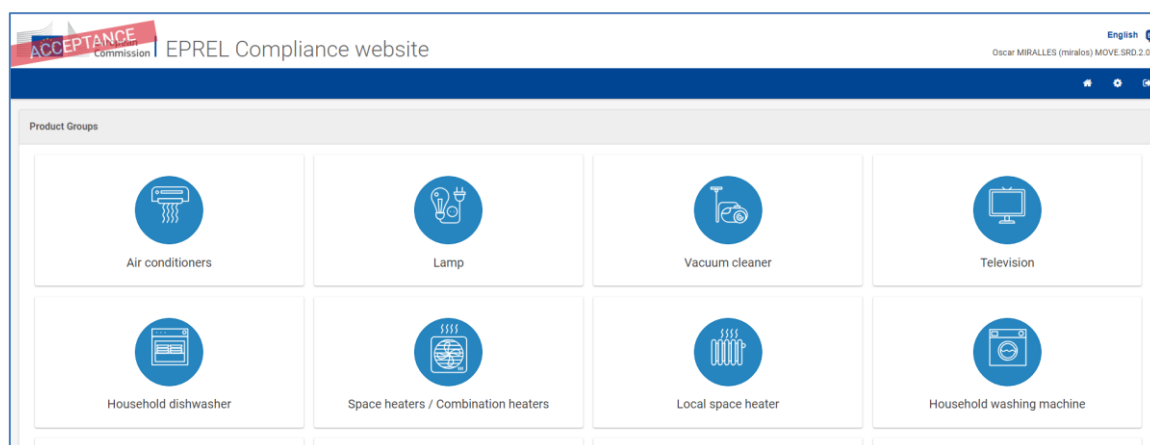 ACCEPTANCE
European
Commission
EPREL Compliance website
English
Oscar MIRALLES (miralos) MOVE.SRD.2.0
Product Groups
Air conditioners
Lamp
Vacuum cleaner
Television
Household dishwasher
Space heaters / Combination heaters
Local space heater
Household washing machine